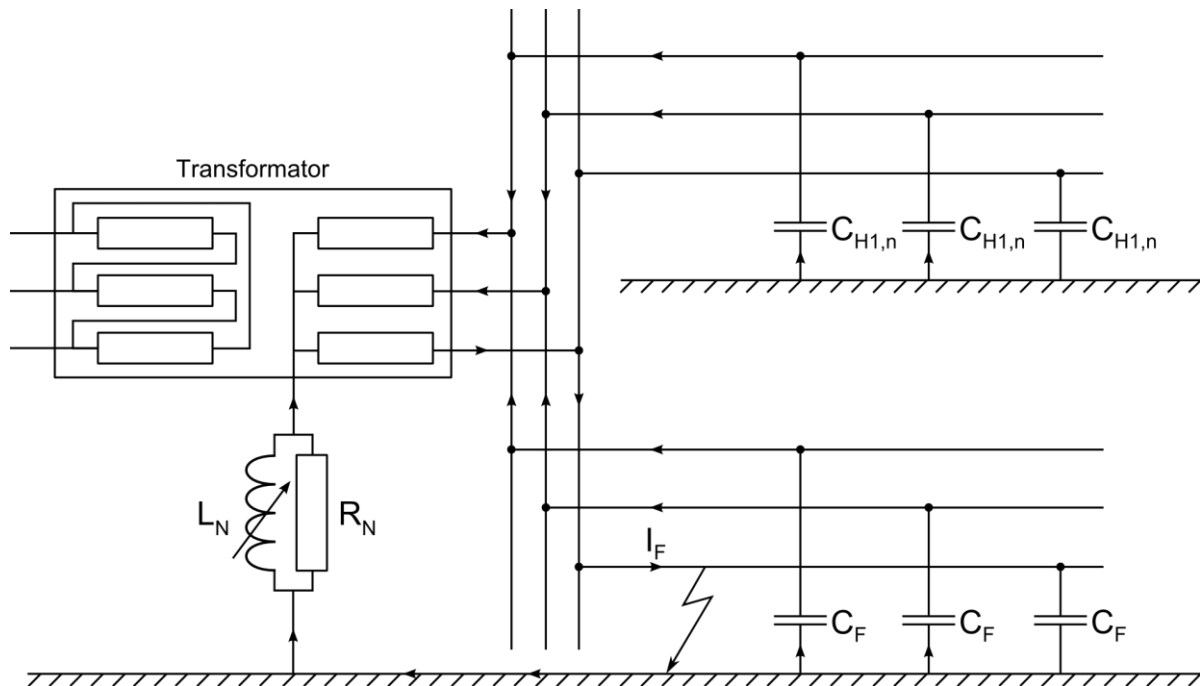 Transformator
C_H1,n C_H1,n C_H1,n
L_N R_N
I_F
C_F C_F C_F